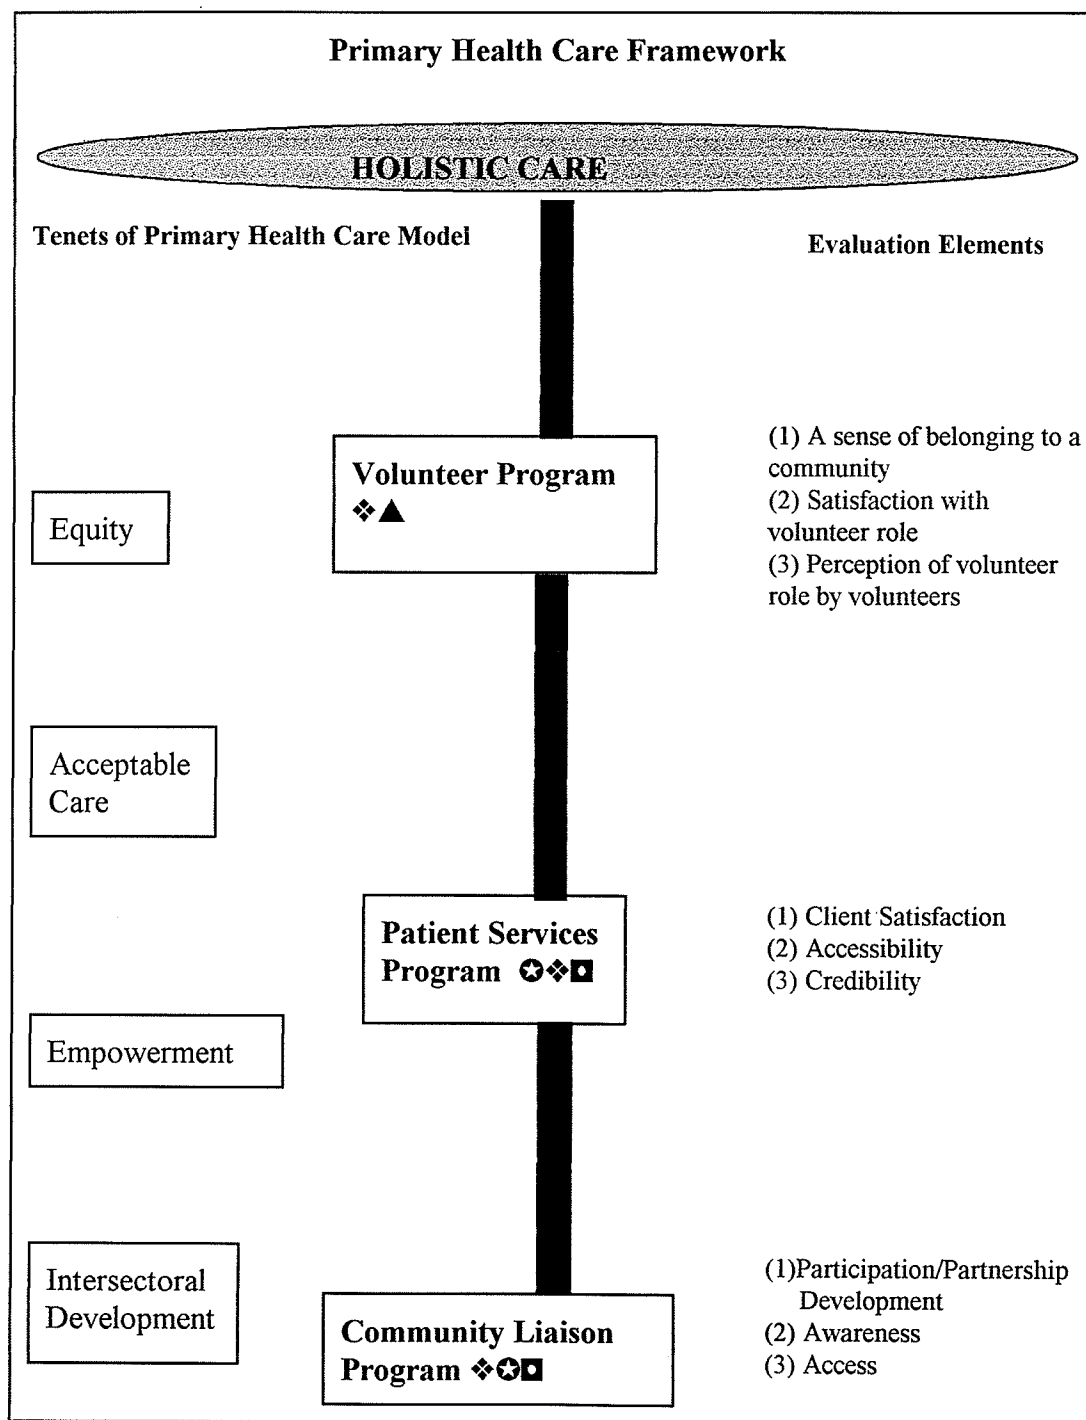 Primary Health Care Framework
HOLISTIC CARE
Tenets of Primary Health Care Model
Evaluation Elements
Volunteer Program
❖▲
(1) A sense of belonging to a
community
(2) Satisfaction with
volunteer role
(3) Perception of volunteer
role by volunteers
Equity
Acceptable
Care
Patient Services
Program ✪❖◘
(1) Client Satisfaction
(2) Accessibility
(3) Credibility
Empowerment
Intersectoral
Development
Community Liaison
Program ❖✪◘
(1)Participation/Partnership
Development
(2) Awareness
(3) Access